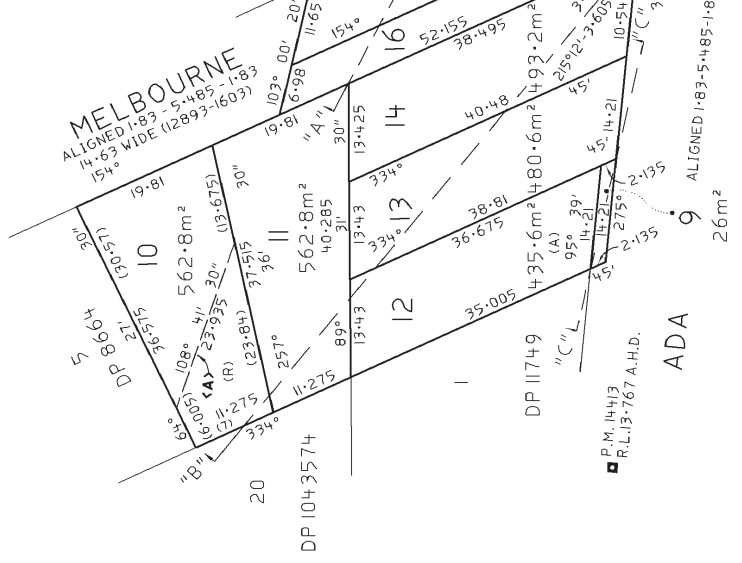 MELBOURNE
ALIGNED 1·83 - 5·485 - 1·83
14·63 WIDE (12893-1603)
154°
19·81
19·81
103° 00' 20"
6·98
11·65
154°
52·155
38·495
16
493·2m²
215°12'-3·605
10·54
"C"
45'
"A"
30"
13·425
14
40·48
480·6m²
45'
14·21
334°
13·43
31'
13
38·81
334°
36·675
435·6m²
(A)
95° 39'
14·21
14·21
275°
2·135
2·135
45'
9
26m²
ALIGNED 1·83-5·485-1·8
30"
(30·57)
10
562·8m²
(13·675)
30"
11
562·8m²
40·285
37·515
36'
5
DP 8664
27'
36·575
108° 41' 30"
23·935
<A>
(R)
(23·84)
257°
64°
(6·005)
(7)
11·275
11·275
334°
89°
13·43
12
35·005
"B"
20
DP 1043574
1
DP 11749
"C"
ADA
P.M. 14413
R.L.13·767 A.H.D.